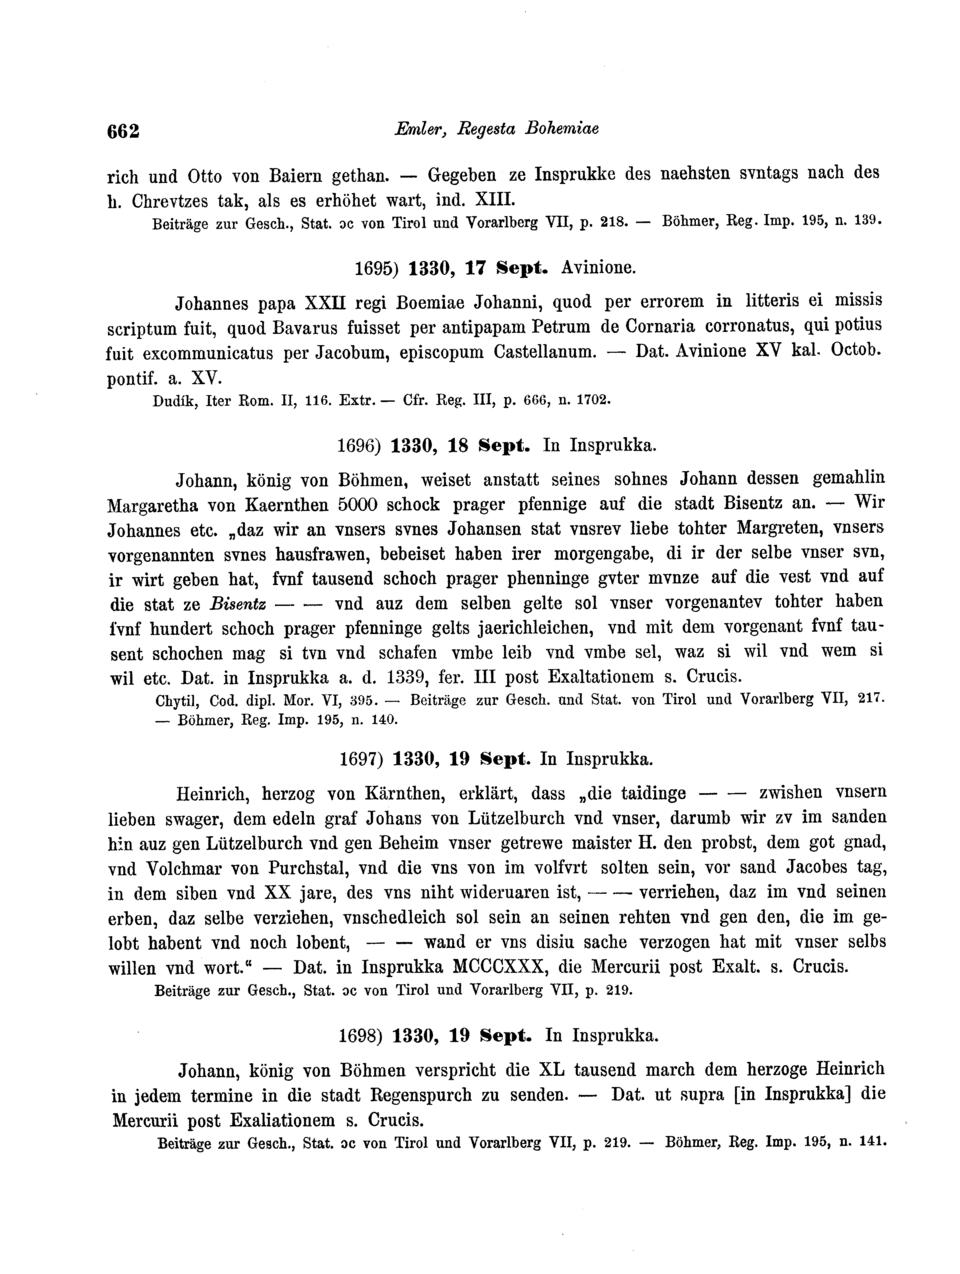 662 Emler, Regesta Bohemiae
rich und Otto von Baiern gethan. — Gegeben ze Insprukke des naehsten svntags nach des
h. Chrevtzes tak, als es erhöhet wart, ind. XIII.
Beiträge zur Gesch., Stat. ɔc von Tirol und Vorarlberg VII, p. 218. — Böhmer, Reg. Imp. 195, n. 139.
1695) 1330, 17 Sept. Avinione.
Johannes papa XXII regi Boemiae Johanni, quod per errorem in litteris ei missis
scriptum fuit, quod Bavarus fuisset per antipapam Petrum de Cornaria corronatus, qui potius
fuit excommunicatus per Jacobum, episcopum Castellanum. — Dat. Avinione XV kal. Octob.
pontif. a. XV.
Dudík, Iter Rom. II, 116. Extr. — Cfr. Reg. III, p. 666, n. 1702.
1696) 1330, 18 Sept. In Insprukka.
Johann, könig von Böhmen, weiset anstatt seines sohnes Johann dessen gemahlin
Margaretha von Kaernthen 5000 schock prager pfennige auf die stadt Bisentz an. — Wir
Johannes etc. „daz wir an vnsers svnes Johansen stat vnsrev liebe tohter Margreten, vnsers
vorgenannten svnes hausfrawen, bebeiset haben irer morgengabe, di ir der selbe vnser svn,
ir wirt geben hat, fvnf tausend schoch prager phenninge gvter mvnze auf die vest vnd auf
die stat ze Bisentz — — vnd auz dem selben gelte sol vnser vorgenantev tohter haben
fvnf hundert schoch prager pfenninge gelts jaerichleichen, vnd mit dem vorgenant fvnf tau-
sent schochen mag si tvn vnd schafen vmbe leib vnd vmbe sel, waz si wil vnd wem si
wil etc. Dat. in Insprukka a. d. 1339, fer. III post Exaltationem s. Crucis.
Chytil, Cod. dipl. Mor. VI, 395. — Beiträge zur Gesch. und Stat. von Tirol und Vorarlberg VII, 217.
— Böhmer, Reg. Imp. 195, n. 140.
1697) 1330, 19 Sept. In Insprukka.
Heinrich, herzog von Kärnthen, erklärt, dass „die taidinge — — zwishen vnsern
lieben swager, dem edeln graf Johans von Lützelburch vnd vnser, darumb wir zv im sanden
hin auz gen Lützelburch vnd gen Beheim vnser getrewe maister H. den probst, dem got gnad,
vnd Volchmar von Purchstal, vnd die vns von im volfvrt solten sein, vor sand Jacobes tag,
in dem siben vnd XX jare, des vns niht wideruaren ist, — — verriehen, daz im vnd seinen
erben, daz selbe verziehen, vnschedleich sol sein an seinen rehten vnd gen den, die im ge-
lobt habent vnd noch lobent, — — wand er vns disiu sache verzogen hat mit vnser selbs
willen vnd wort.“ — Dat. in Insprukka MCCCXXX, die Mercurii post Exalt. s. Crucis.
Beiträge zur Gesch., Stat. ɔc von Tirol und Vorarlberg VII, p. 219.
1698) 1330, 19 Sept. In Insprukka.
Johann, könig von Böhmen verspricht die XL tausend march dem herzoge Heinrich
in jedem termine in die stadt Regenspurch zu senden. — Dat. ut supra [in Insprukka] die
Mercurii post Exaliationem s. Crucis.
Beiträge zur Gesch., Stat. ɔc von Tirol und Vorarlberg VII, p. 219. — Böhmer, Reg. Imp. 195, n. 141.